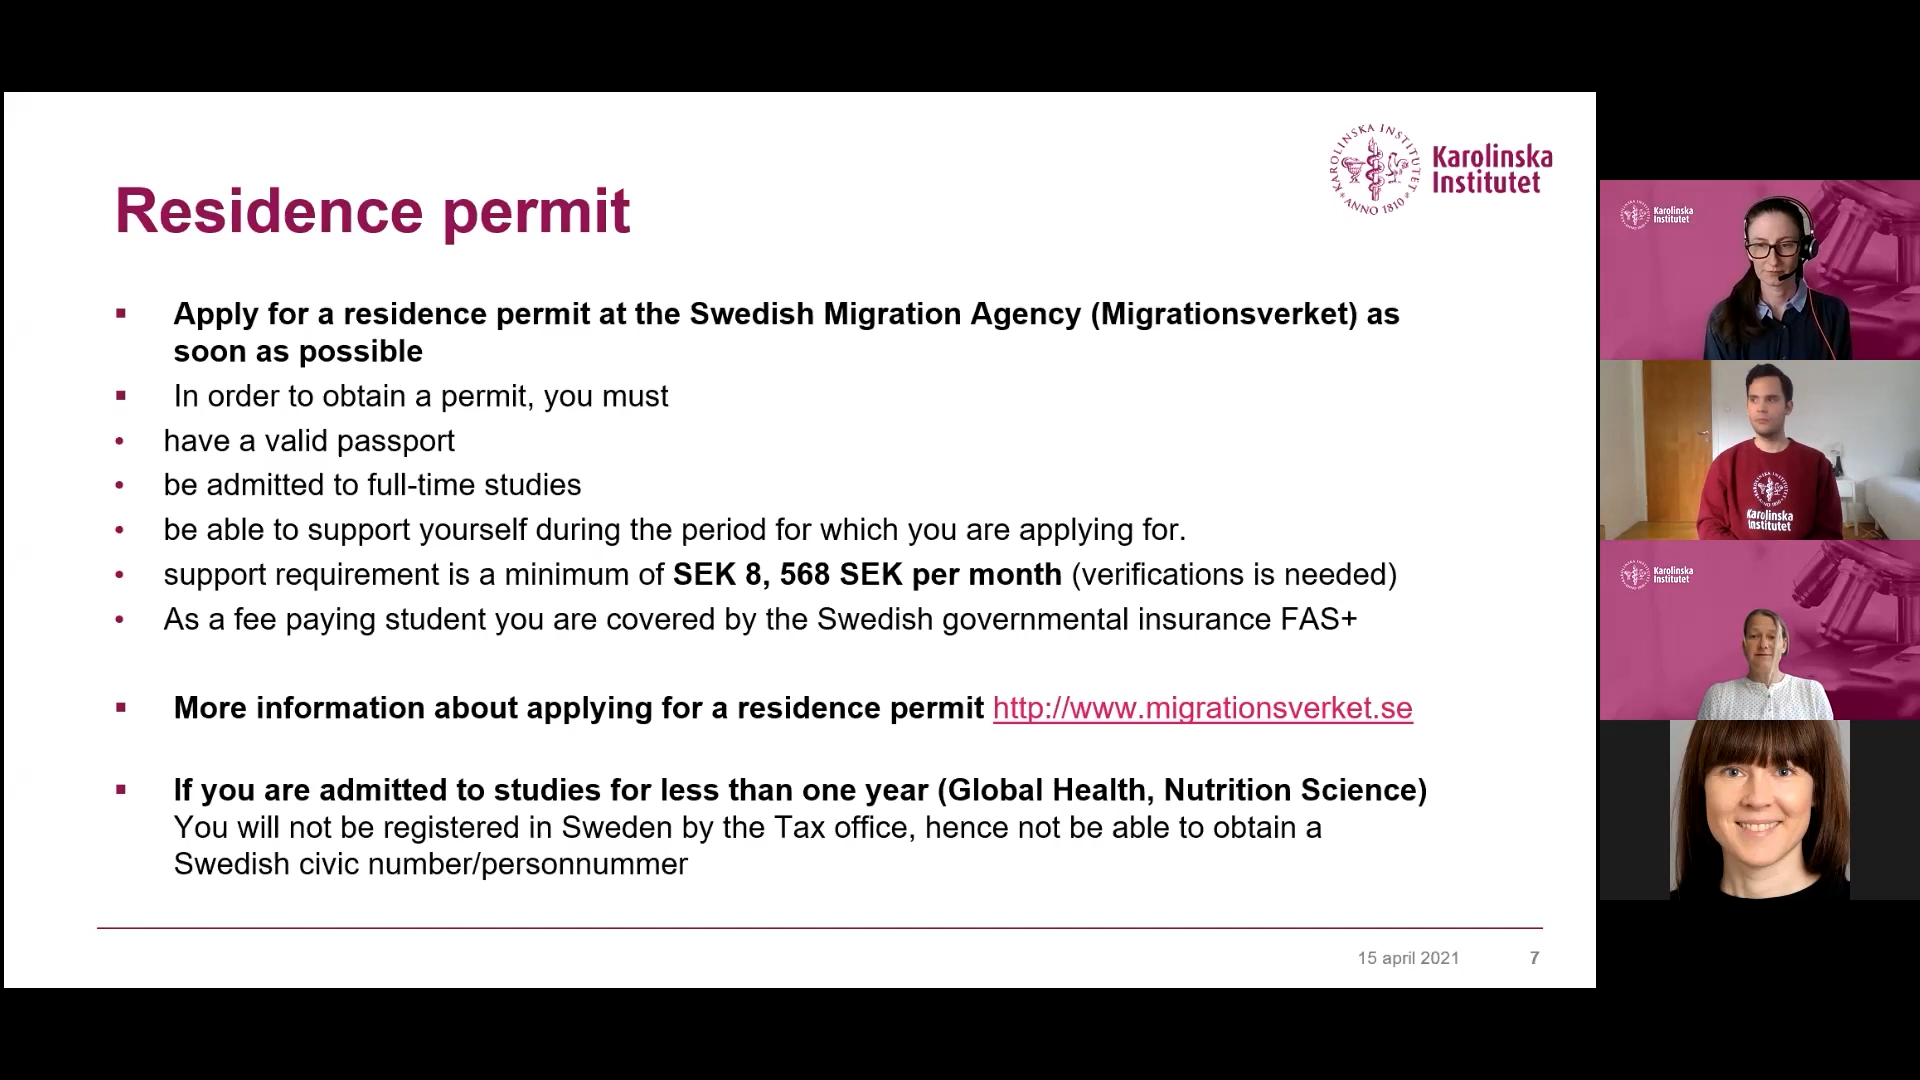 KAROLINSKA INSTITUTET
ANNO 1810
Karolinska
Institutet
Residence permit
▪ Apply for a residence permit at the Swedish Migration Agency (Migrationsverket) as
soon as possible
▪ In order to obtain a permit, you must
• have a valid passport
• be admitted to full-time studies
• be able to support yourself during the period for which you are applying for.
• support requirement is a minimum of SEK 8, 568 SEK per month (verifications is needed)
• As a fee paying student you are covered by the Swedish governmental insurance FAS+
▪ More information about applying for a residence permit http://www.migrationsverket.se
▪ If you are admitted to studies for less than one year (Global Health, Nutrition Science)
You will not be registered in Sweden by the Tax office, hence not be able to obtain a
Swedish civic number/personnummer
15 april 2021 7
Karolinska
Institutet
Karolinska
Institutet
Karolinska
Institutet